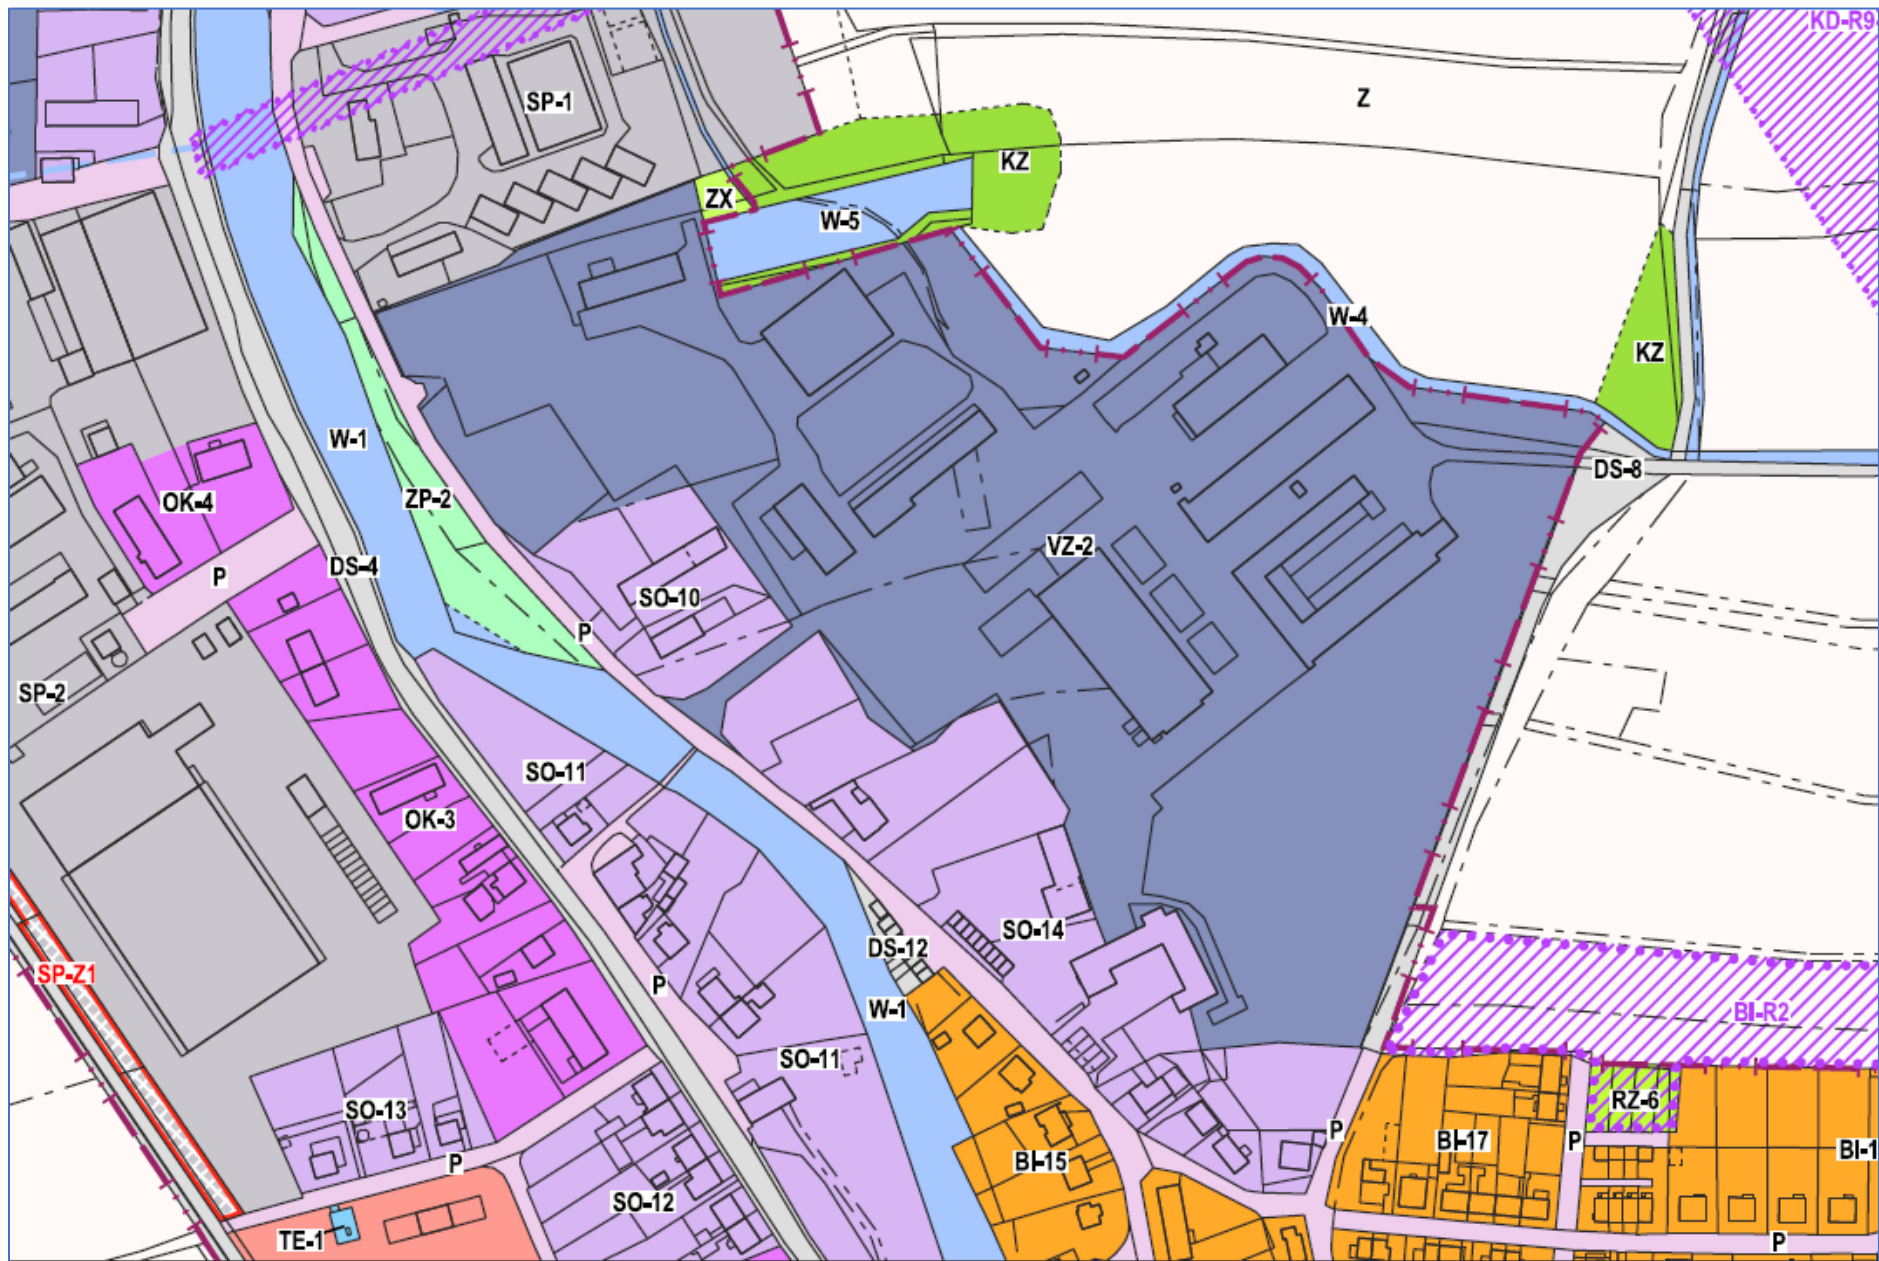 KD-R9
SP-1
Z
KZ
ZX
W-5
W-4
KZ
W-1
DS-8
OK-4
ZP-2
VZ-2
DS-4
P
SO-10
P
SP-2
SO-11
OK-3
SO-14
DS-12
SP-Z1
P
W-1
BI-R2
SO-11
RZ-6
SO-13
P
BI-17
P
BI-1
P
BI-15
SO-12
TE-1
P